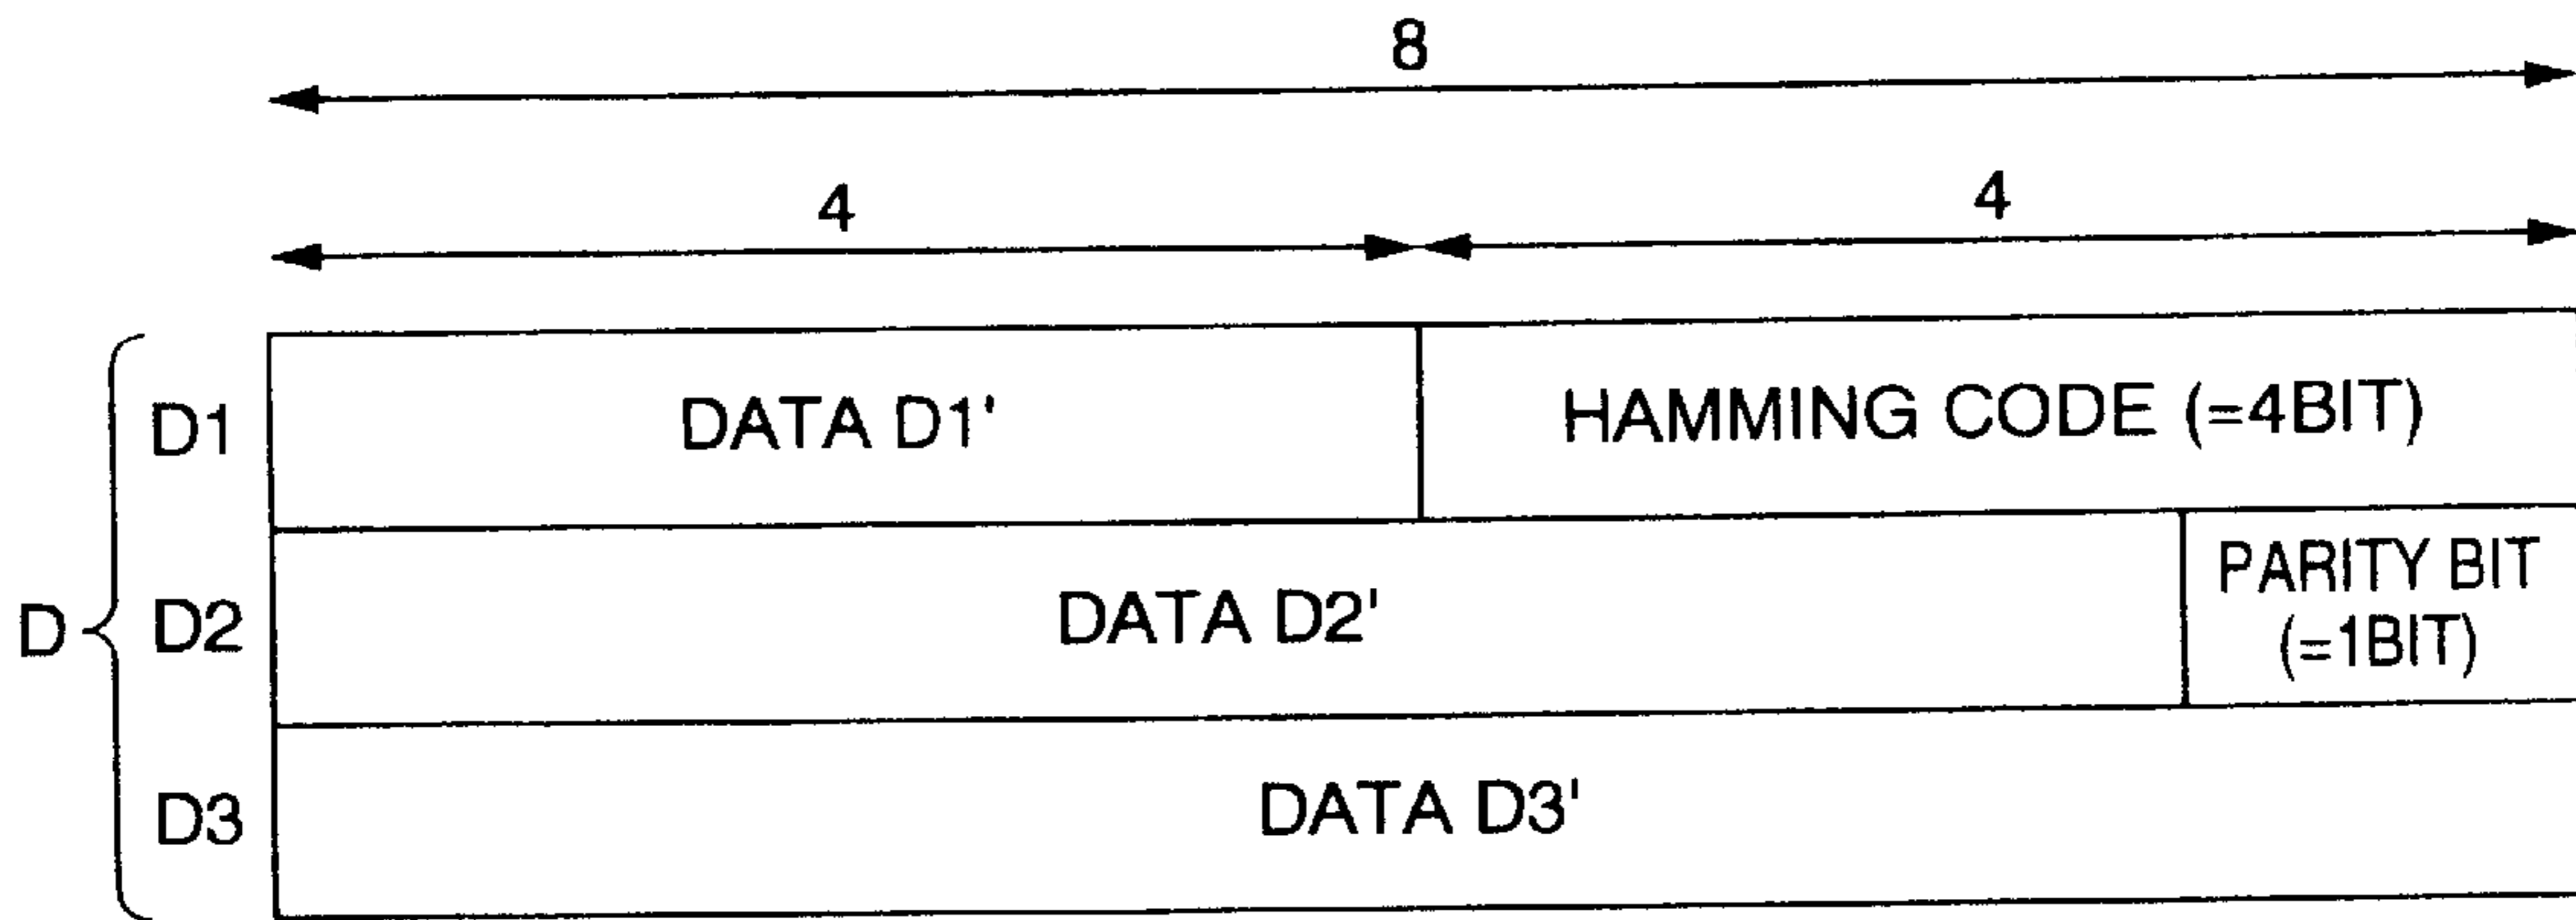 8
4 4
D1 DATA D1' HAMMING CODE (=4BIT)
D D2 DATA D2' PARITY BIT
(=1BIT)
D3 DATA D3'